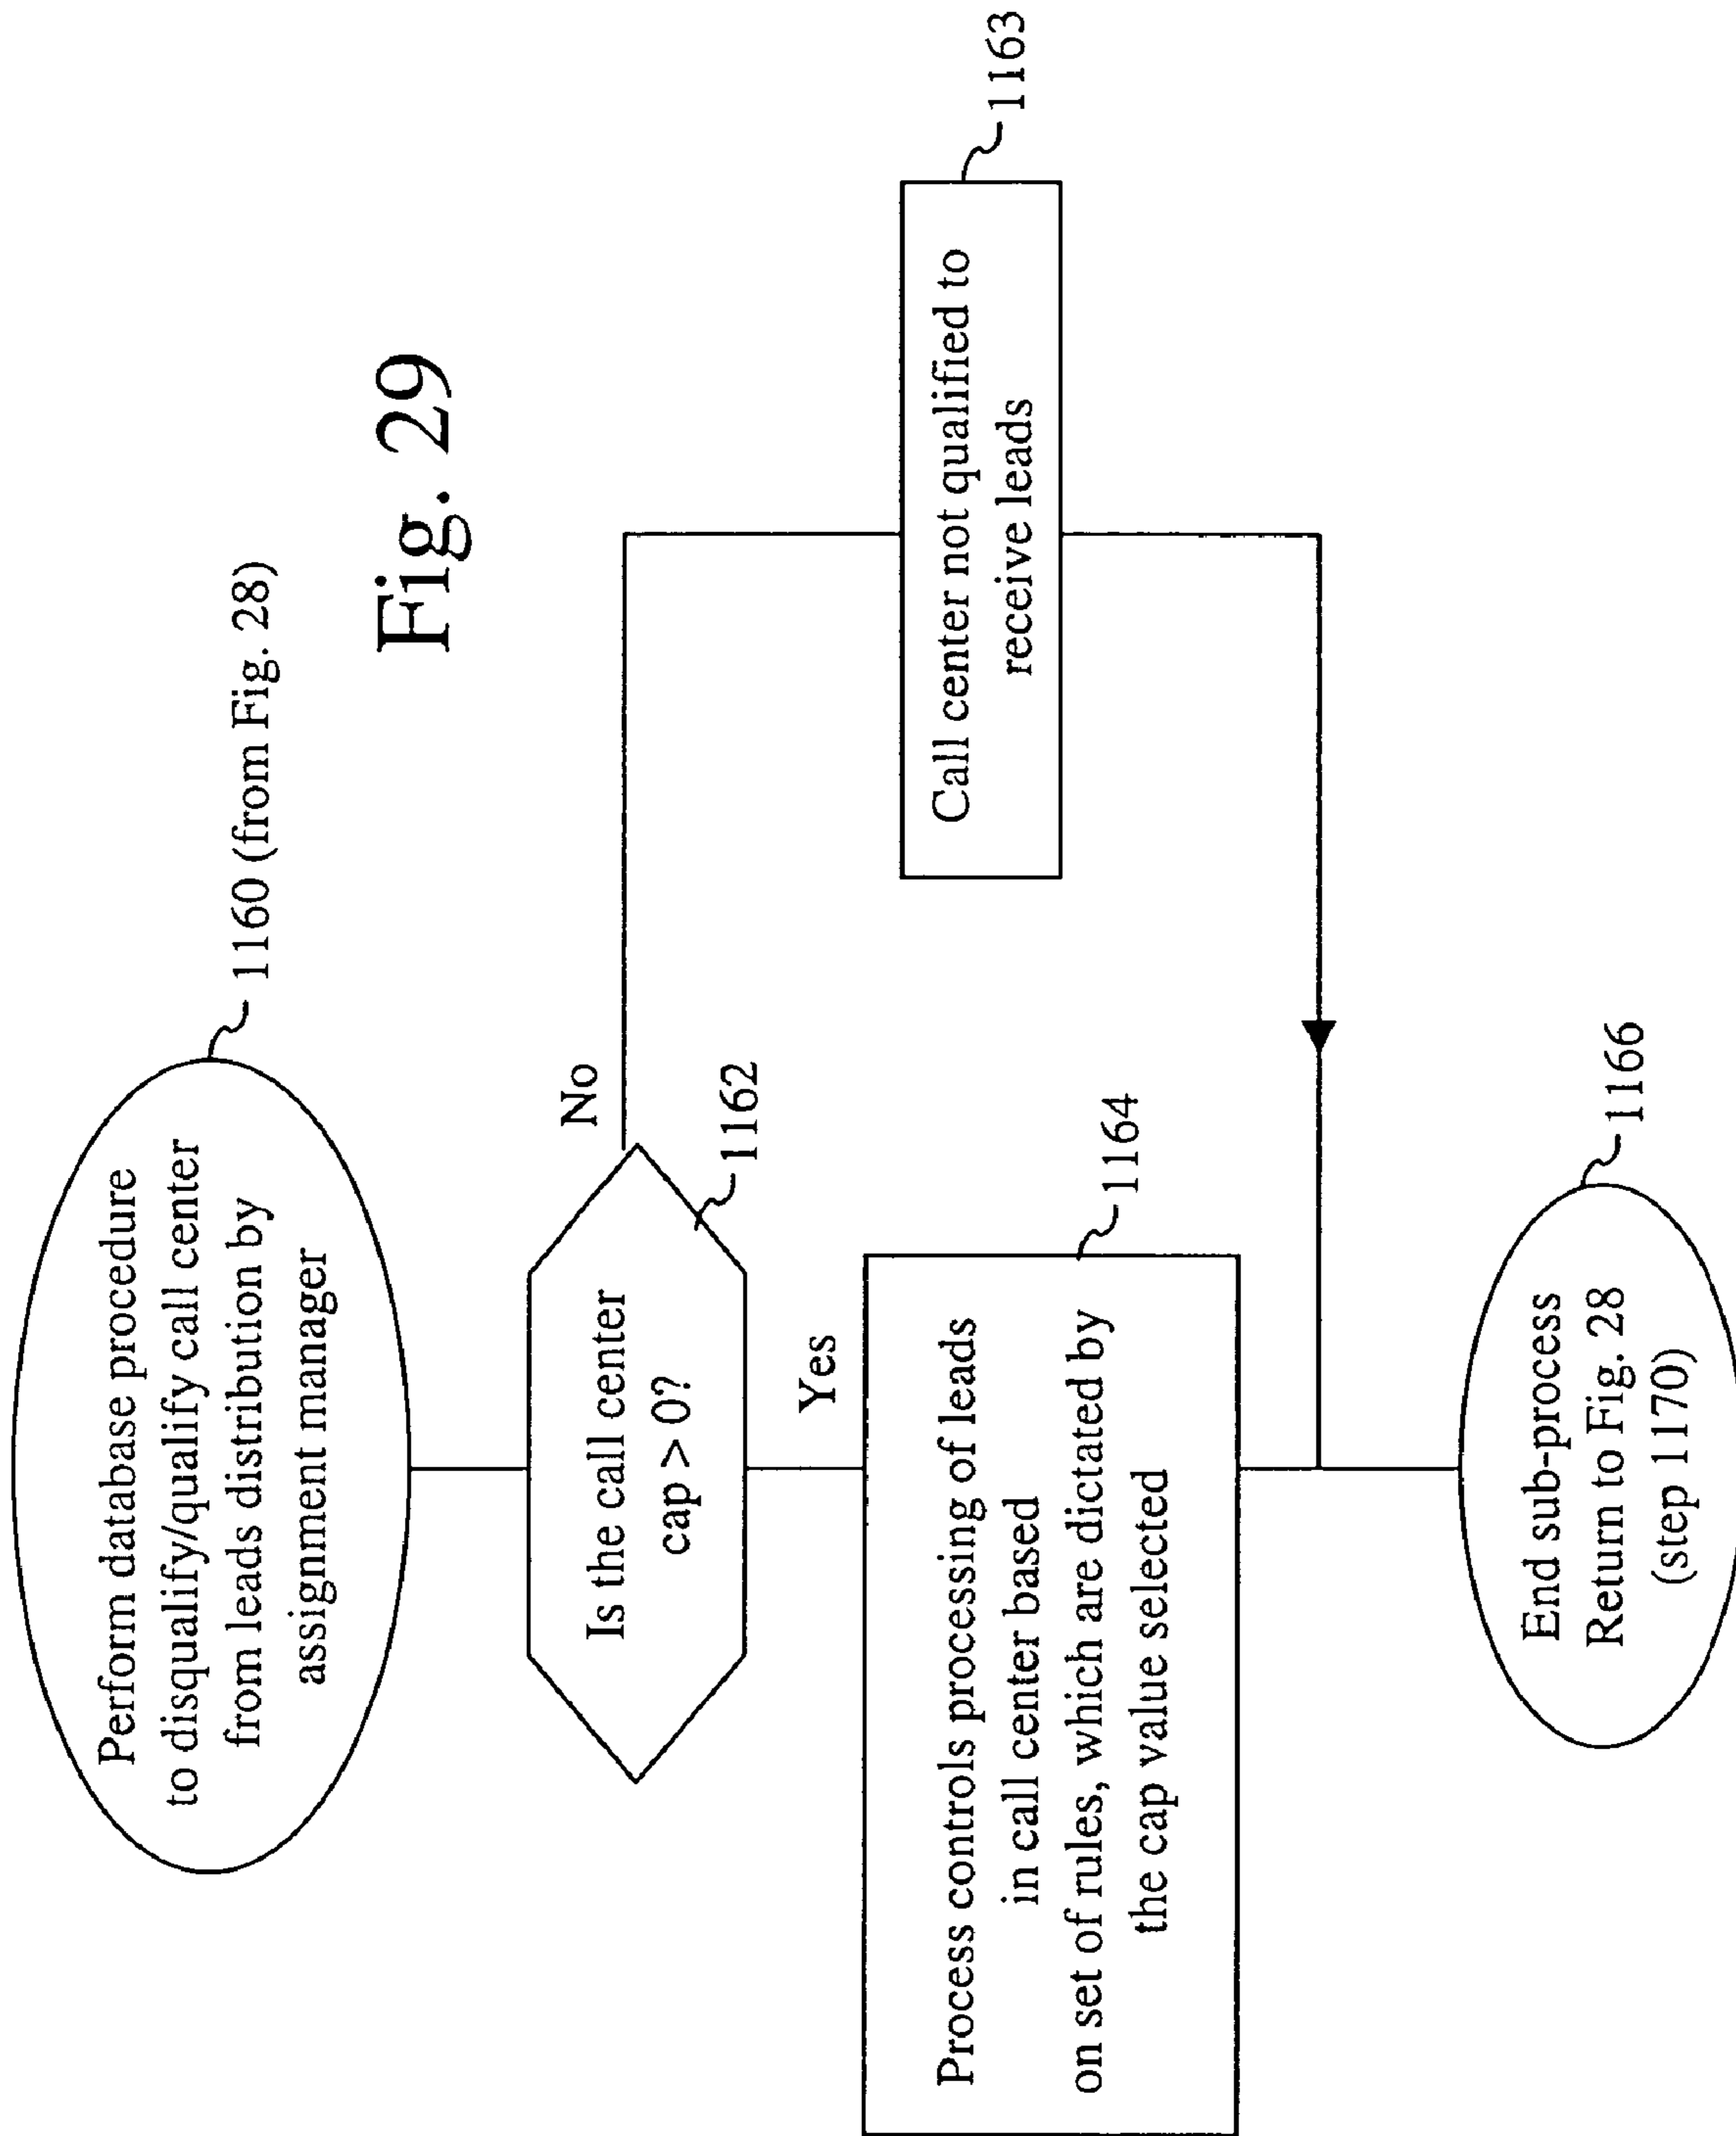 Perform database procedure
to disqualify/qualify call center
from leads distribution by
assignment manager
1160 (from Fig. 28)
Fig. 29
Is the call center
cap > 0?
No
1162
Yes
Call center not qualified to
receive leads
1163
Process controls processing of leads
in call center based
on set of rules, which are dictated by
the cap value selected
1164
End sub-process
Return to Fig. 28
(step 1170)
1166